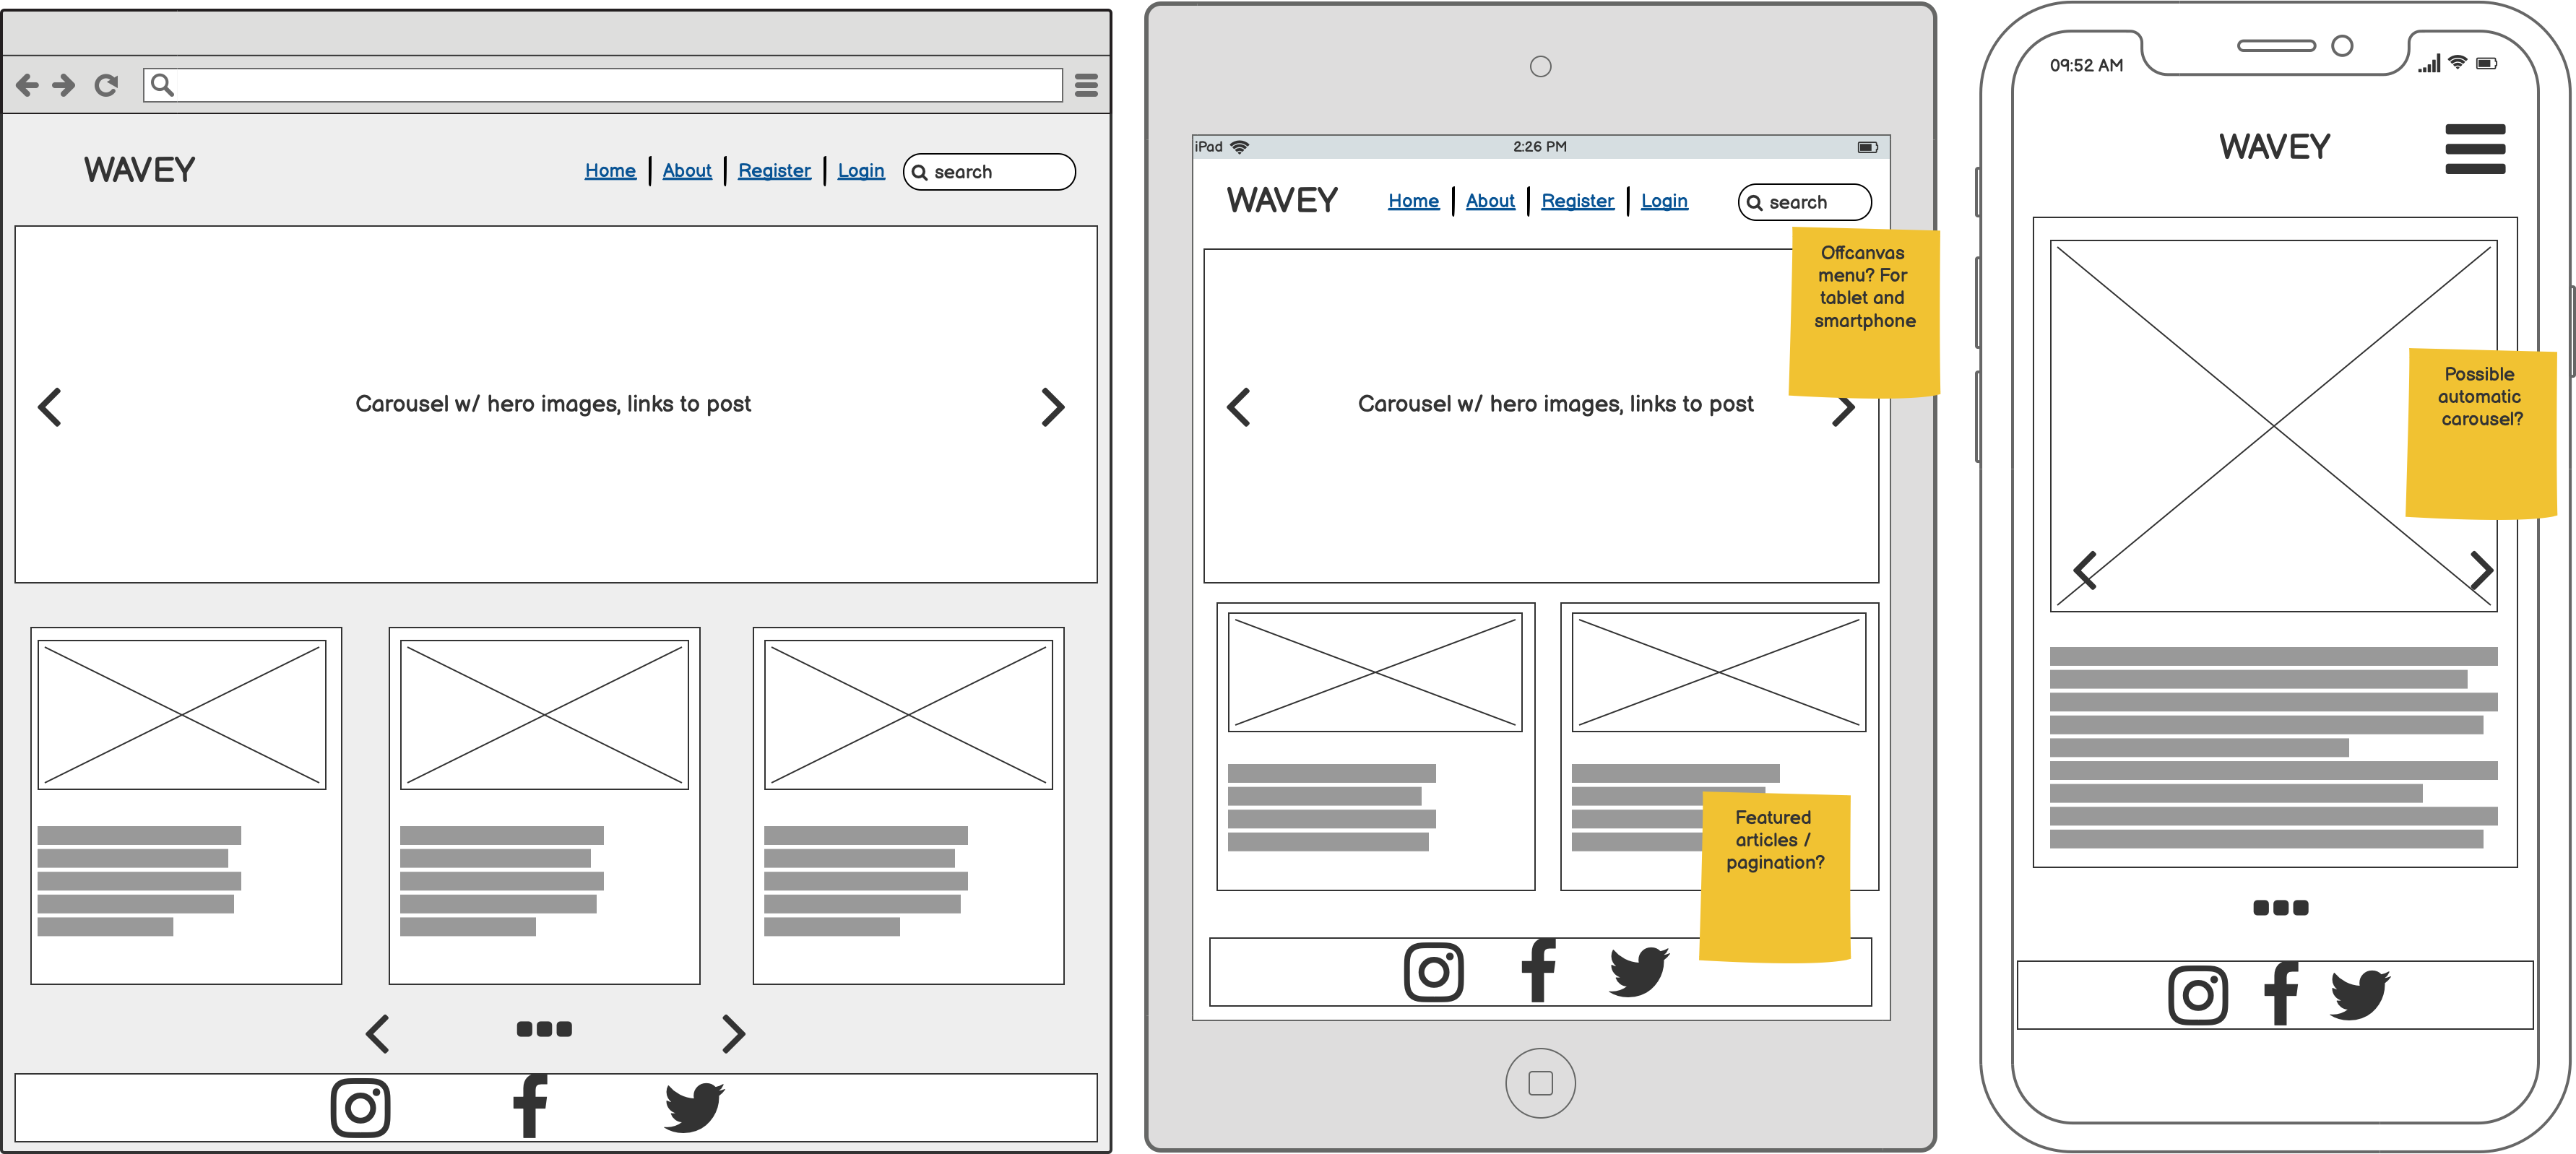 WAVEY
Home About Register Login search
Carousel w/ hero images, links to post
iPad 2:26 PM
WAVEY
Home About Register Login search
Offcanvas
menu? For
tablet and
smartphone
Carousel w/ hero images, links to post
Featured
articles /
pagination?
09:52 AM
WAVEY
Possible
automatic
carousel?